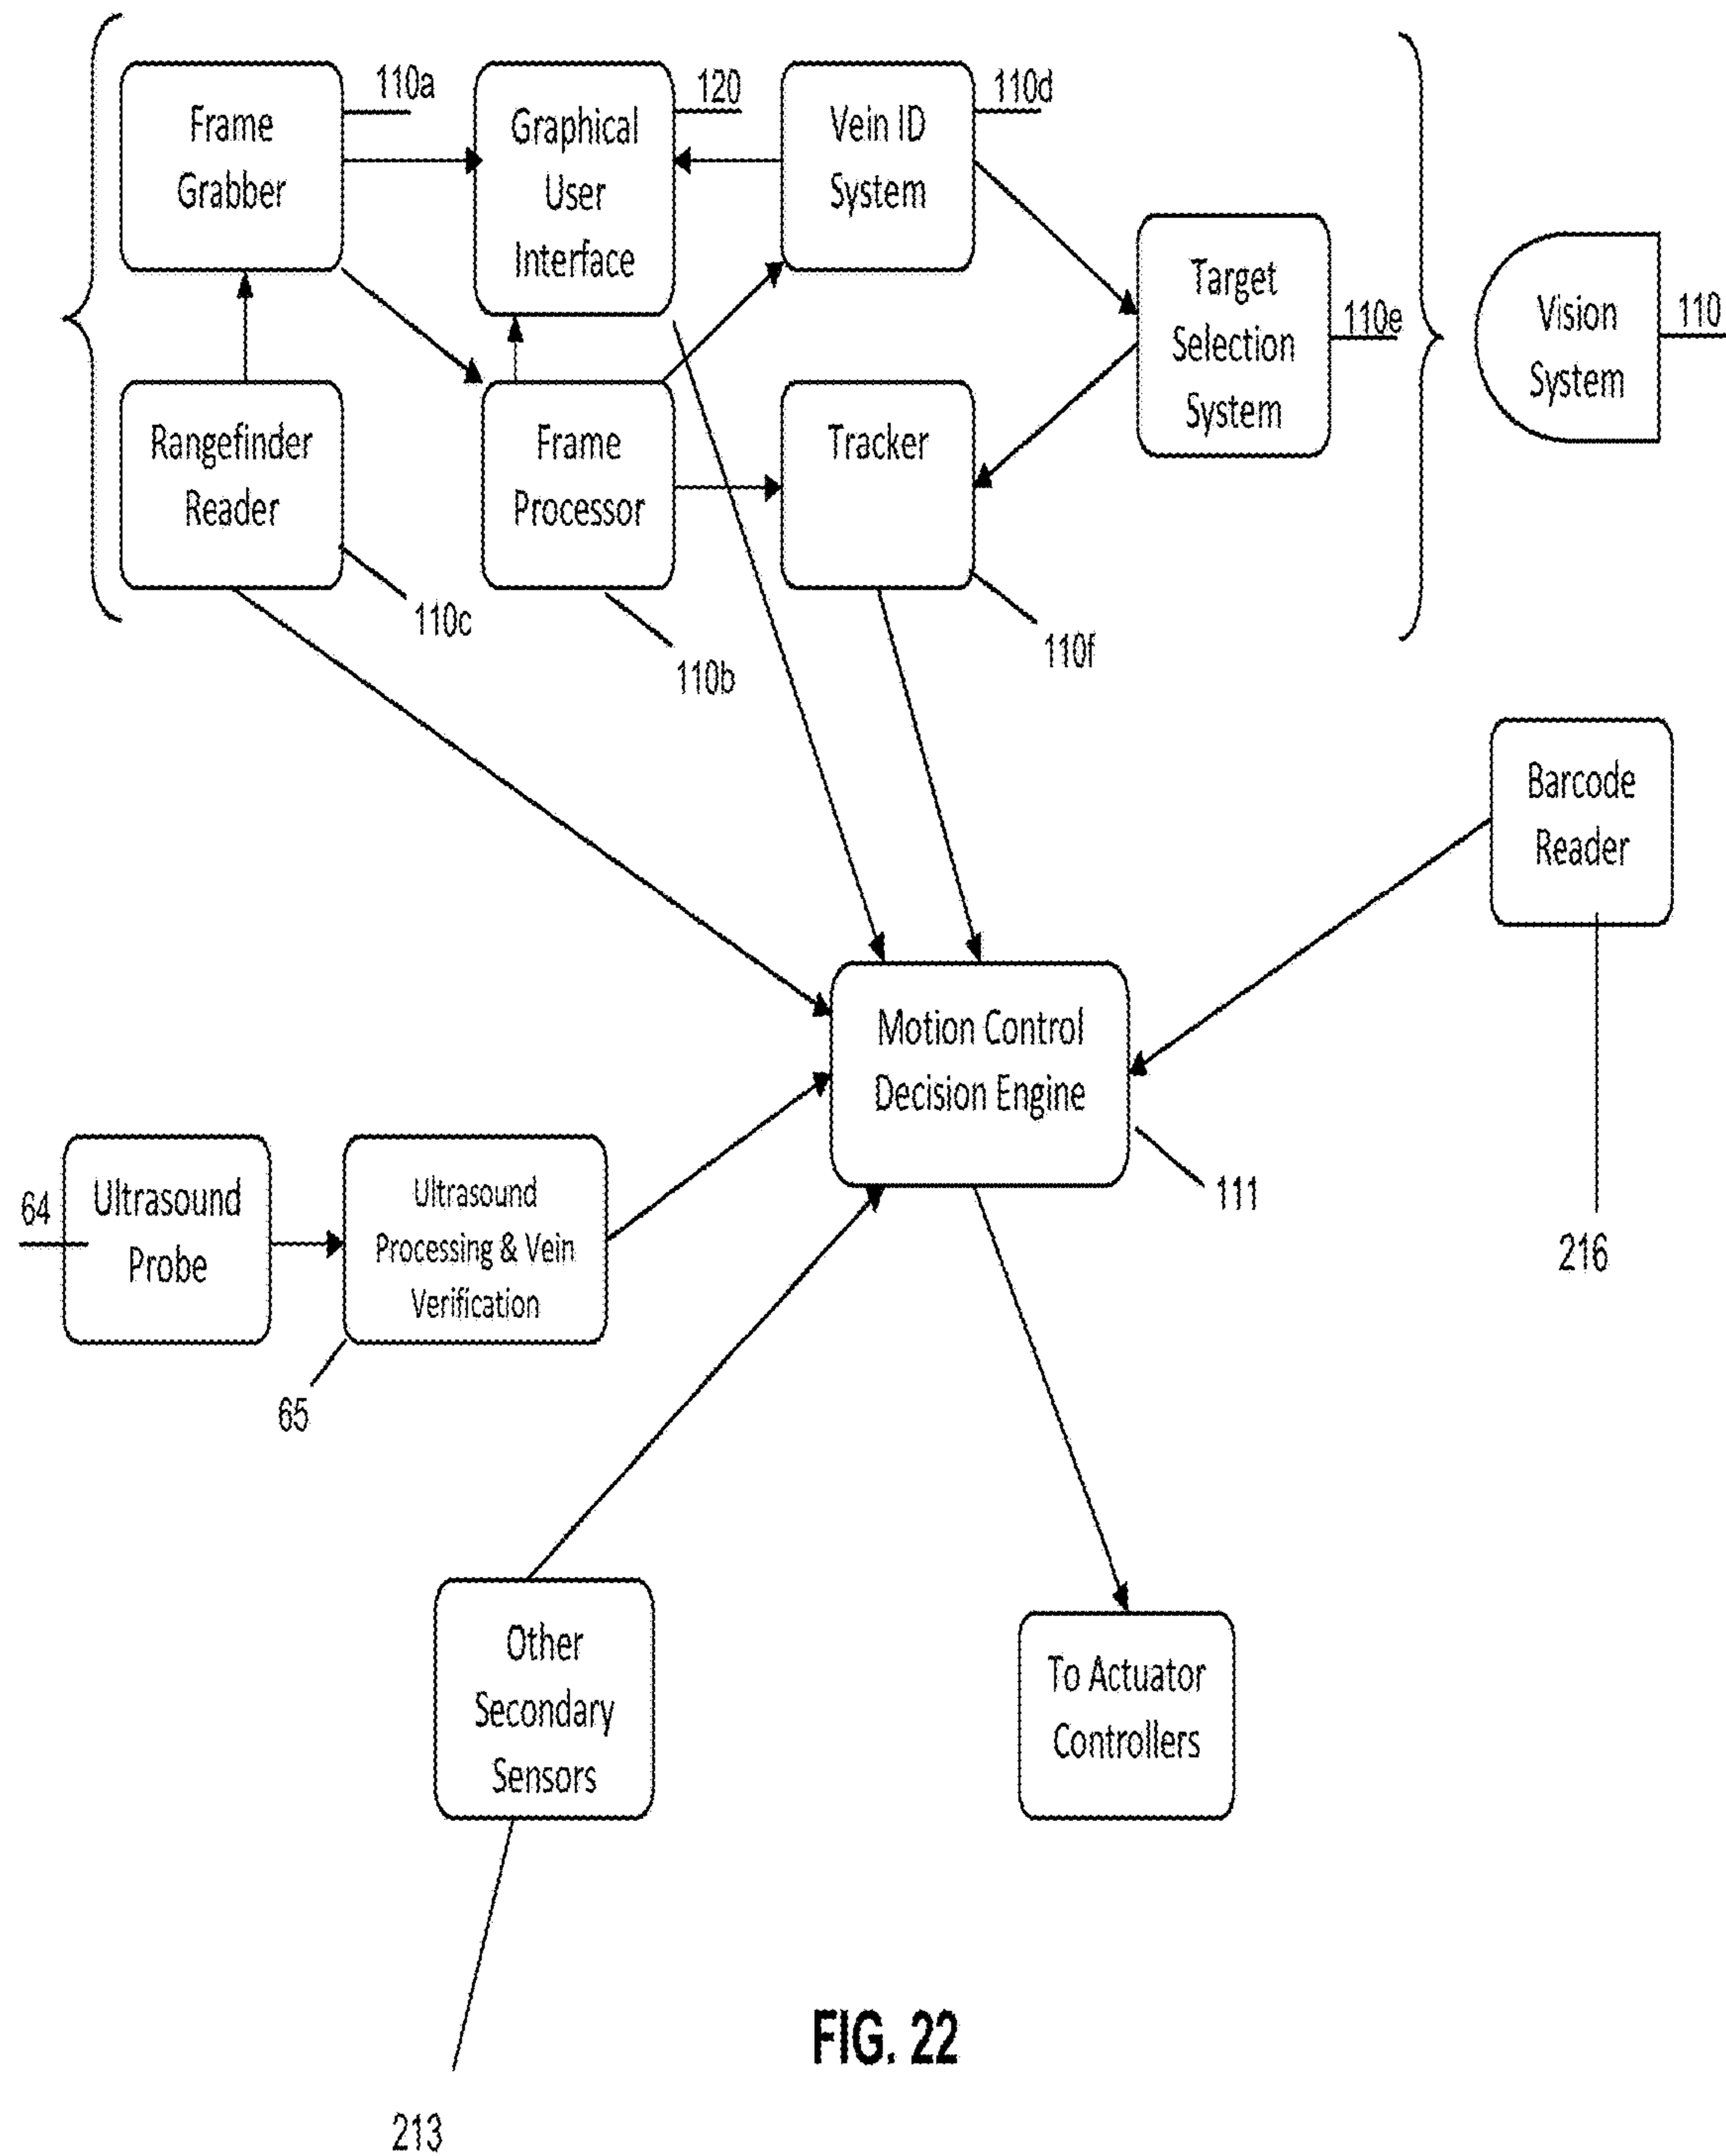 110a
Frame
Grabber
120
Graphical
User
Interface
110d
Vein ID
System
Target
Selection
System
110e
Vision
System
110
Rangefinder
Reader
110c
Frame
Processor
110b
Tracker
110f
Barcode
Reader
216
Motion Control
Decision Engine
111
64
Ultrasound
Probe
Ultrasound
Processing & Vein
Verification
65
Other
Secondary
Sensors
213
To Actuator
Controllers
FIG. 22